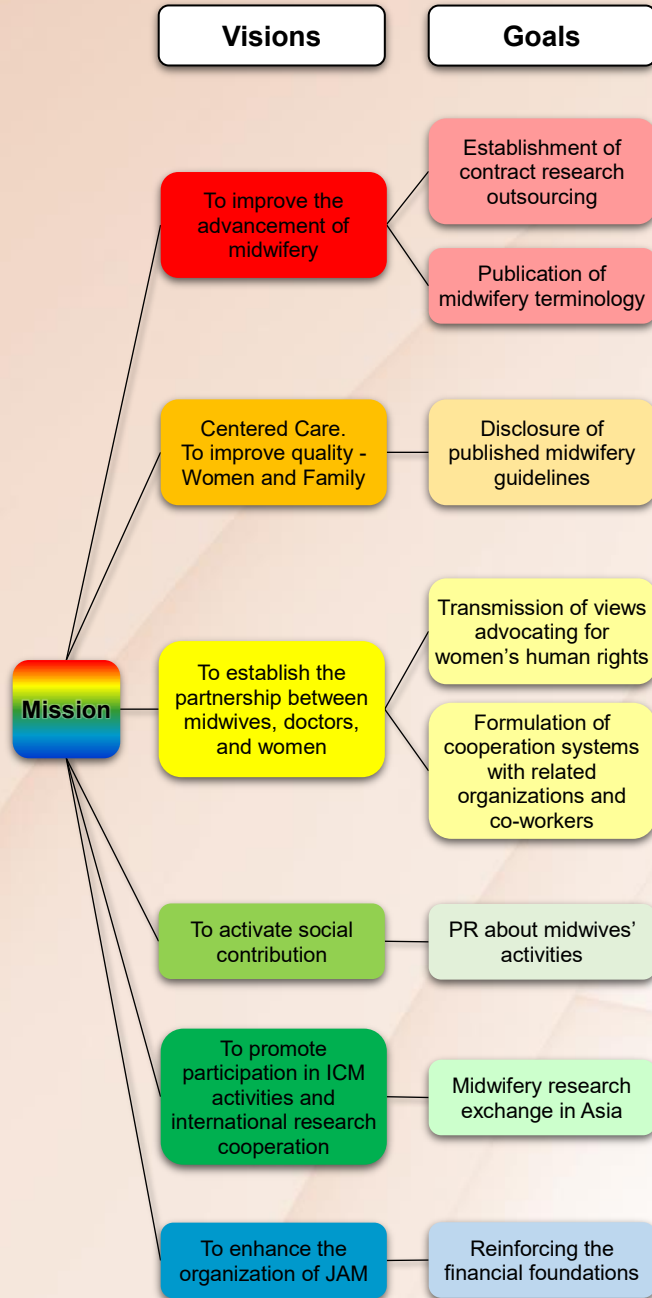 Visions
Goals
To improve the
advancement of
midwifery
Establishment of
contract research
outsourcing
Publication of
midwifery terminology
Centered Care.
To improve quality -
Women and Family
Disclosure of
published midwifery
guidelines
Mission
To establish the
partnership between
midwives, doctors,
and women
Transmission of views
advocating for
women’s human rights
Formulation of
cooperation systems
with related
organizations and
co-workers
To activate social
contribution
PR about midwives’
activities
To promote
participation in ICM
activities and
international research
cooperation
Midwifery research
exchange in Asia
To enhance the
organization of JAM
Reinforcing the
financial foundations